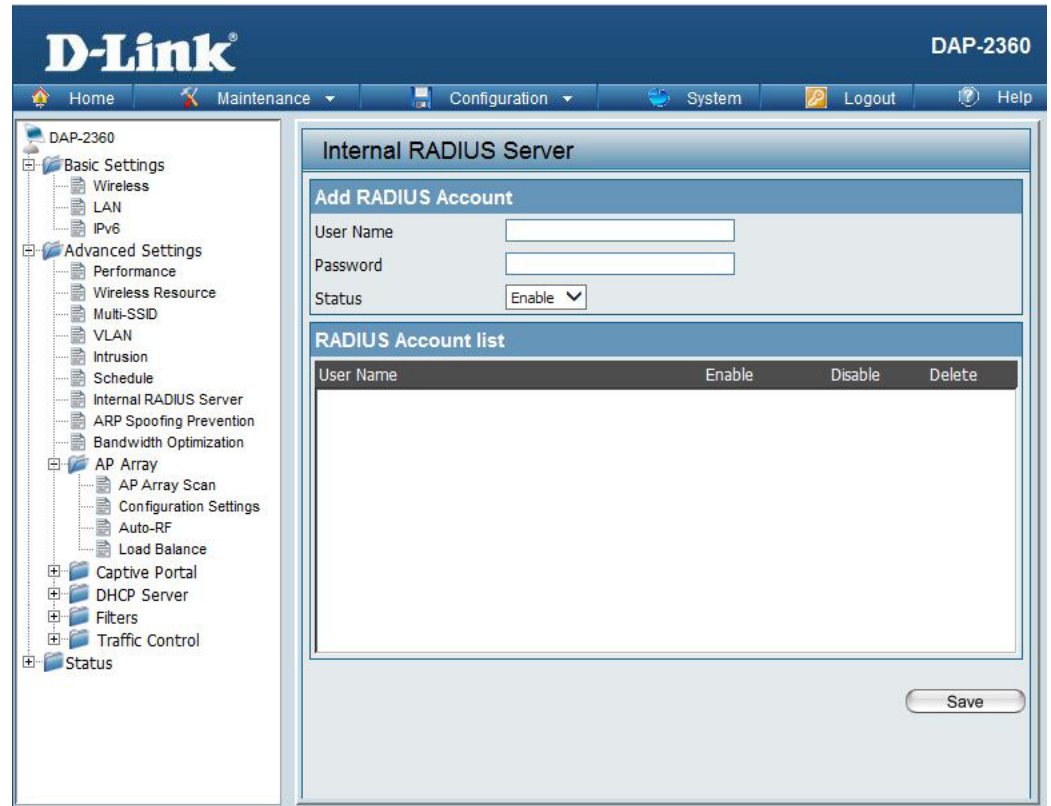 D-Link®
DAP-2360
Home Maintenance Configuration System Logout Help
DAP-2360
Basic Settings
Wireless
LAN
IPv6
Advanced Settings
Performance
Wireless Resource
Multi-SSID
VLAN
Intrusion
Schedule
Internal RADIUS Server
ARP Spoofing Prevention
Bandwidth Optimization
AP Array
AP Array Scan
Configuration Settings
Auto-RF
Load Balance
Captive Portal
DHCP Server
Filters
Traffic Control
Status
Internal RADIUS Server
Add RADIUS Account
User Name
Password
Status Enable
RADIUS Account list
User Name Enable Disable Delete
Save